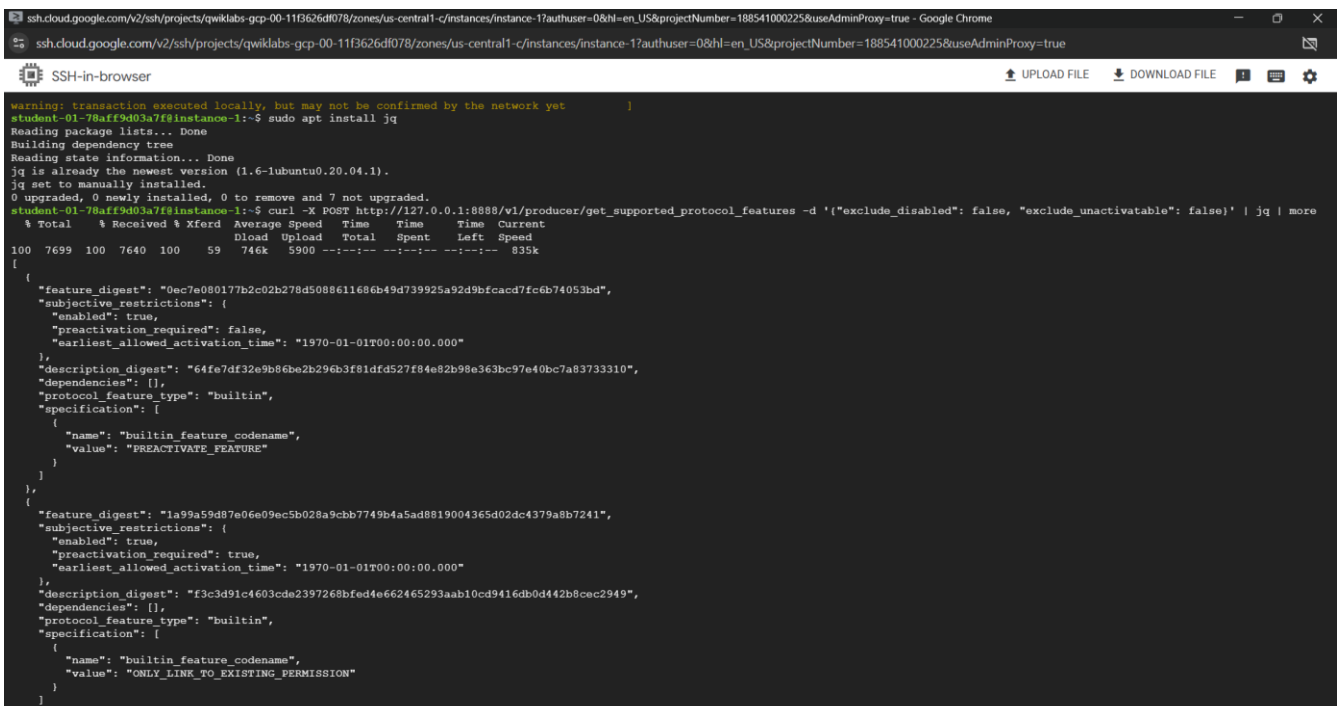 ssh.cloud.google.com/v2/ssh/projects/qwiklabs-gcp-00-11f3626df078/zones/us-central1-c/instances/instance-1?authuser=0&hl=en_US&projectNumber=188541000225&useAdminProxy=true - Google Chrome
ssh.cloud.google.com/v2/ssh/projects/qwiklabs-gcp-00-11f3626df078/zones/us-central1-c/instances/instance-1?authuser=0&hl=en_US&projectNumber=188541000225&useAdminProxy=true
SSH-in-browser UPLOAD FILE DOWNLOAD FILE
warning: transaction executed locally, but may not be confirmed by the network yet ]
student-01-78aff9d03a7f@instance-1:~$ sudo apt install jq
Reading package lists... Done
Building dependency tree
Reading state information... Done
jq is already the newest version (1.6-1ubuntu0.20.04.1).
jq set to manually installed.
0 upgraded, 0 newly installed, 0 to remove and 7 not upgraded.
student-01-78aff9d03a7f@instance-1:~$ curl -X POST http://127.0.0.1:8888/v1/producer/get_supported_protocol_features -d '{"exclude_disabled": false, "exclude_unactivatable": false}' | jq | more
% Total % Received % Xferd Average Speed Time Time Time Current
Dload Upload Total Spent Left Speed
100 7699 100 7640 100 59 746k 5900 --:--:-- --:--:-- --:--:-- 835k
[
{
"feature_digest": "0ec7e080177b2c02b278d5088611686b49d739925a92d9bfcacd7fc6b74053bd",
"subjective_restrictions": {
"enabled": true,
"preactivation_required": false,
"earliest_allowed_activation_time": "1970-01-01T00:00:00.000"
},
"description_digest": "64fe7df32e9b86be2b296b3f81dfd527f84e82b98e363bc97e40bc7a83733310",
"dependencies": [],
"protocol_feature_type": "builtin",
"specification": [
{
"name": "builtin_feature_codename",
"value": "PREACTIVATE_FEATURE"
}
]
},
{
"feature_digest": "1a99a59d87e06e09ec5b028a9cbb7749b4a5ad8819004365d02dc4379a8b7241",
"subjective_restrictions": {
"enabled": true,
"preactivation_required": true,
"earliest_allowed_activation_time": "1970-01-01T00:00:00.000"
},
"description_digest": "f3c3d91c4603cde2397268bfed4e662465293aab10cd9416db0d442b8cec2949",
"dependencies": [],
"protocol_feature_type": "builtin",
"specification": [
{
"name": "builtin_feature_codename",
"value": "ONLY_LINK_TO_EXISTING_PERMISSION"
}
]